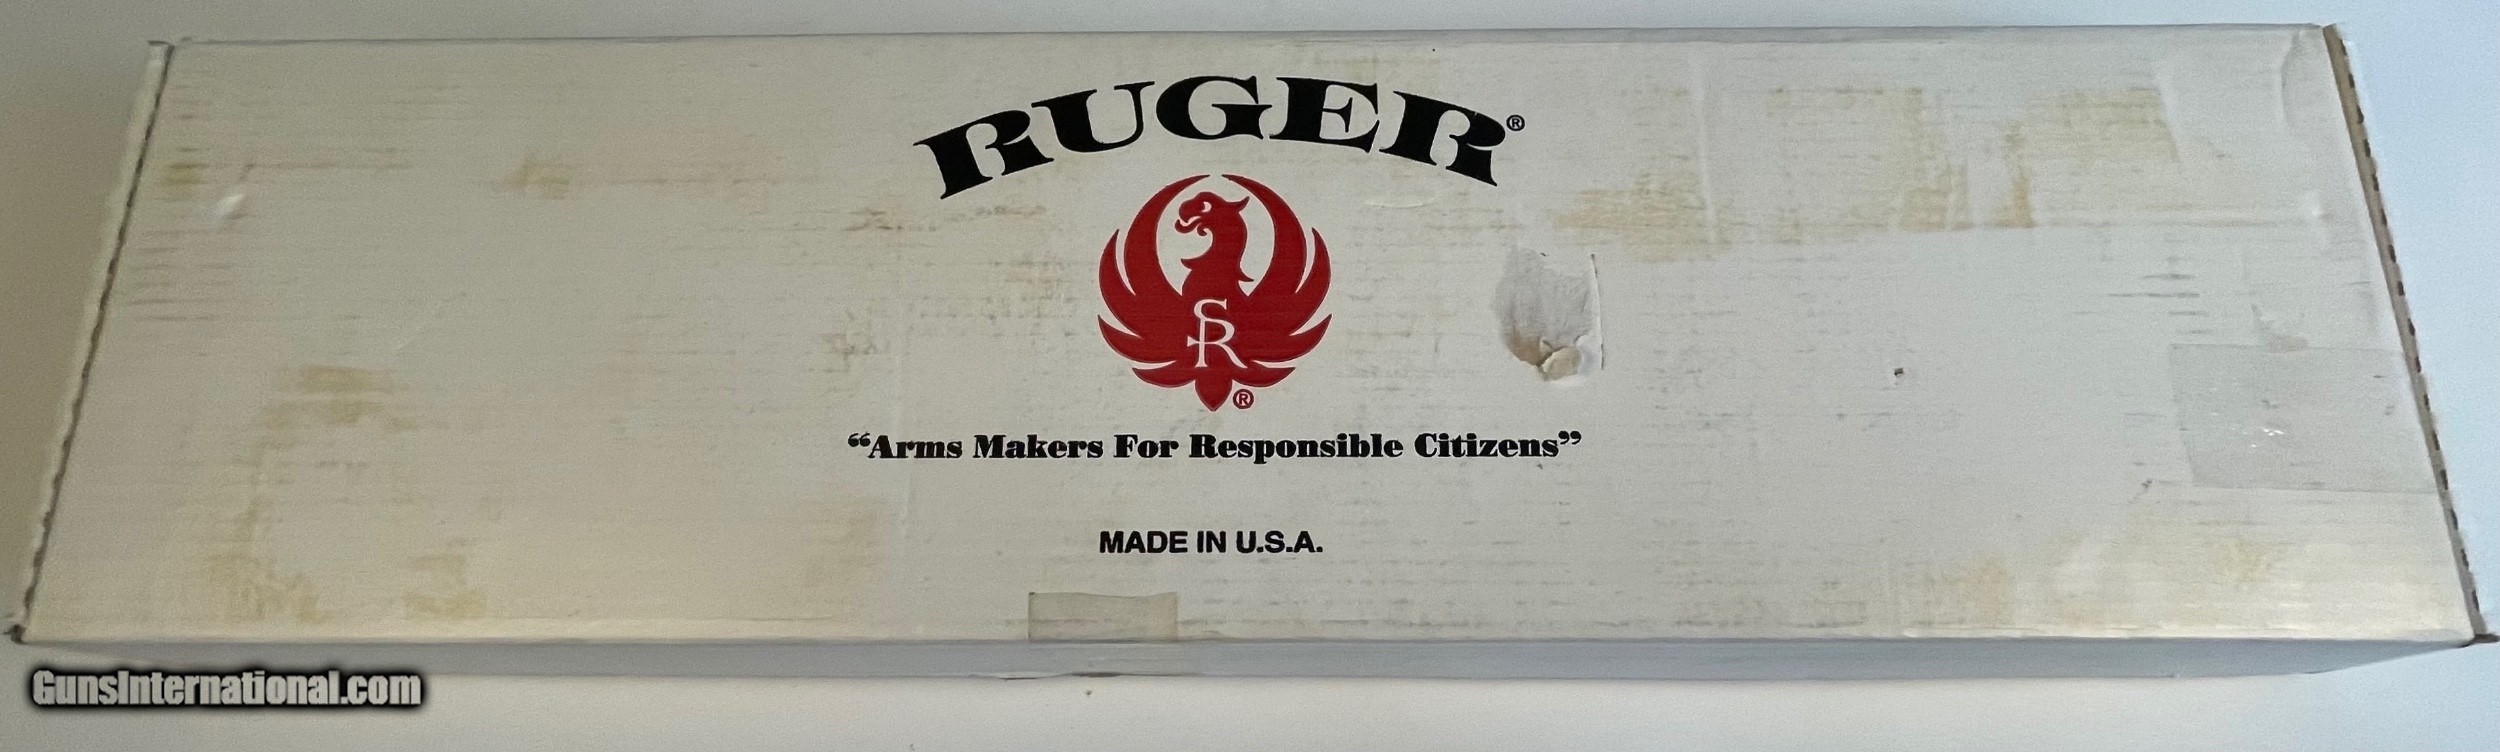 RUGER®
SR
®
“Arms Makers For Responsible Citizens”
MADE IN U.S.A.
GunsInternational.com